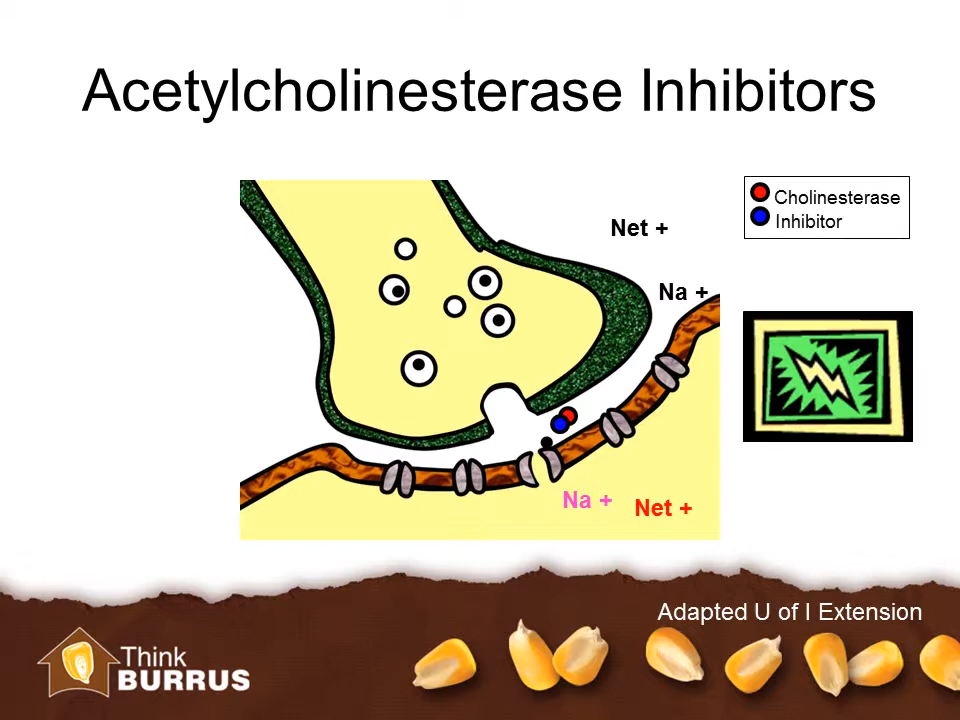 Acetylcholinesterase Inhibitors
Cholinesterase
Inhibitor
Net +
Na +
Na +
Net +
Adapted U of I Extension
Think
BURRUS